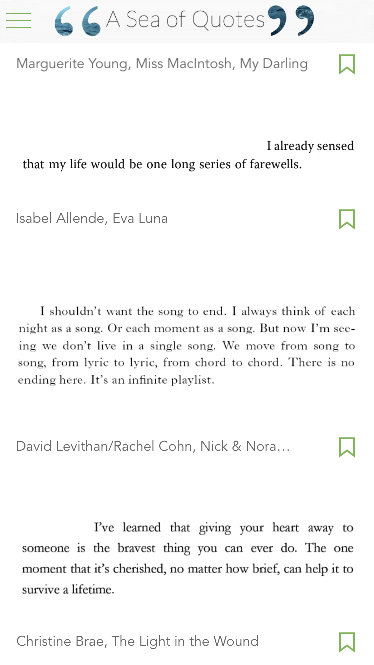 A Sea of Quotes
Marguerite Young, Miss MacIntosh, My Darling
I already sensed
that my life would be one long series of farewells.
Isabel Allende, Eva Luna
I shouldn’t want the song to end. I always think of each
night as a song. Or each moment as a song. But now I’m see-
ing we don’t live in a single song. We move from song to
song, from lyric to lyric, from chord to chord. There is no
ending here. It’s an infinite playlist.
David Levithan/Rachel Cohn, Nick & Nora…
I’ve learned that giving your heart away to
someone is the bravest thing you can ever do. The one
moment that it’s cherished, no matter how brief, can help it to
survive a lifetime.
Christine Brae, The Light in the Wound